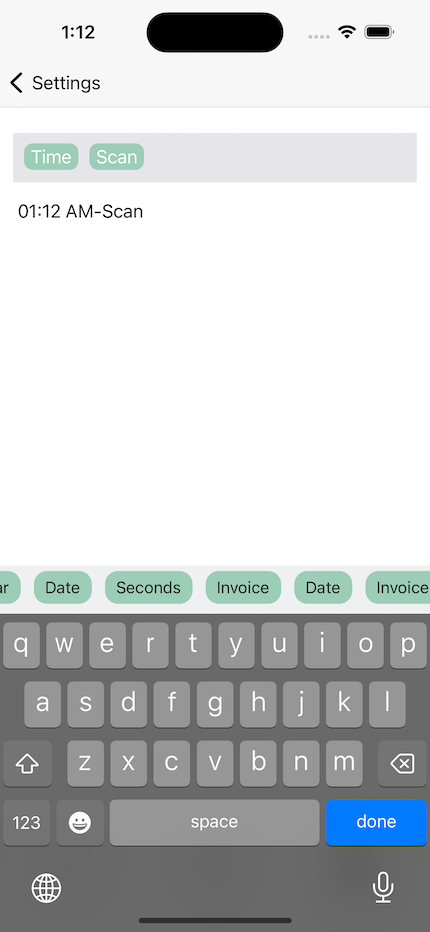 1:12
Settings
Time Scan
01:12 AM-Scan
ar Date Seconds Invoice Date Invoice
q w e r t y u i o p
a s d f g h j k l
z x c v b n m
123 space done